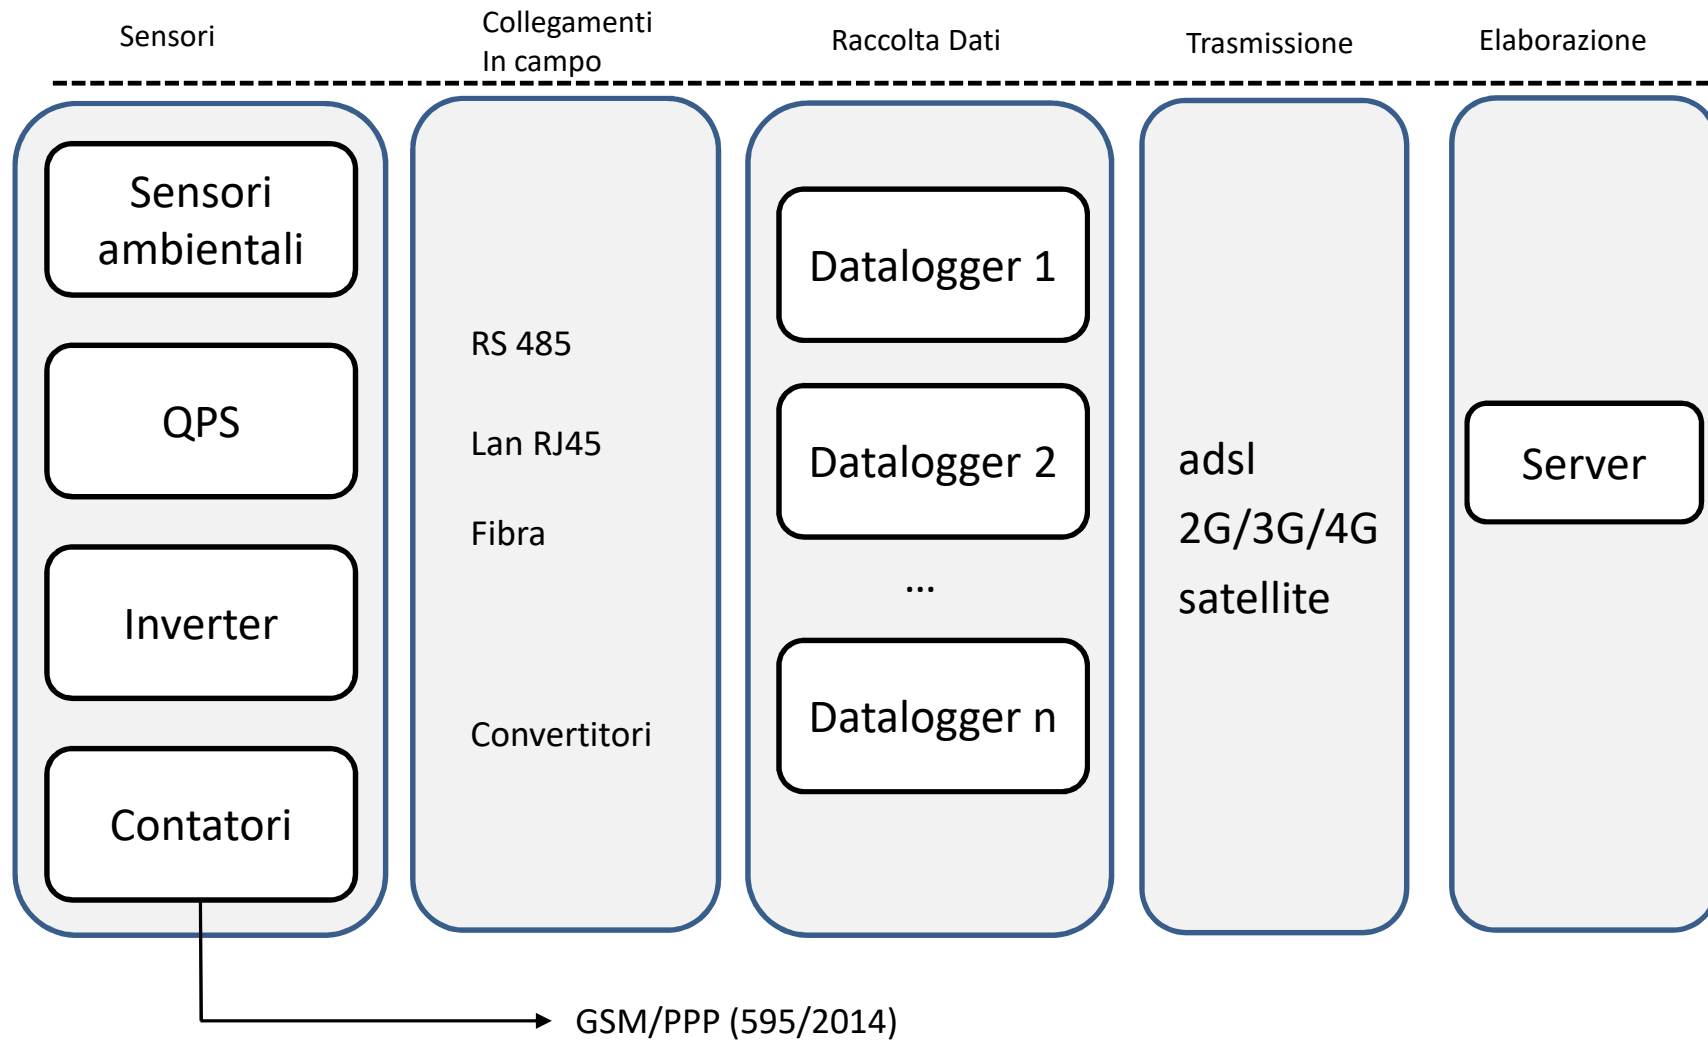 Sensori
Collegamenti
In campo
Raccolta Dati
Trasmissione
Elaborazione
Sensori
ambientali
QPS
Inverter
Contatori
RS 485
Lan RJ45
Fibra
Convertitori
Datalogger 1
Datalogger 2
...
Datalogger n
adsl
2G/3G/4G
satellite
Server
GSM/PPP (595/2014)